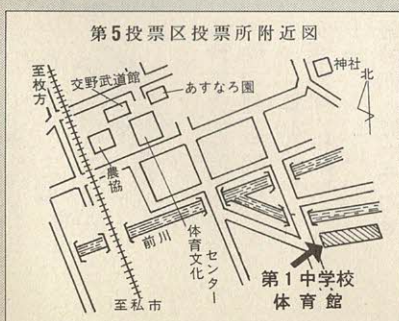 第5投票区投票所附近図
神社
北
至枚方
交野武道館
あすなろ園
農協
体育文化
センター
前川
第1中学校
体育館
至私市